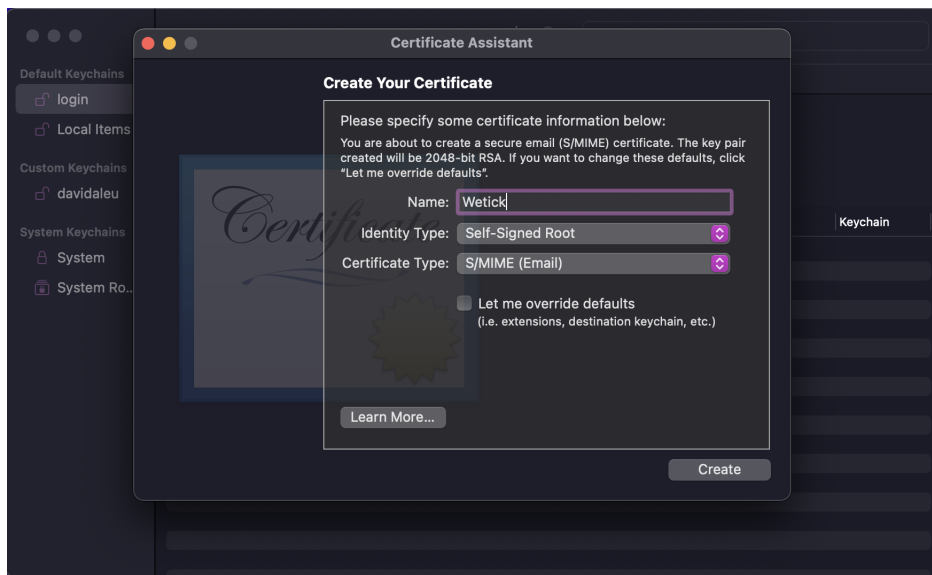 Certificate Assistant
Default Keychains
login
Local Items
Custom Keychains
davidaleu
System Keychains
System
System Ro..
Create Your Certificate
Certificate
Please specify some certificate information below:
You are about to create a secure email (S/MIME) certificate. The key pair
created will be 2048-bit RSA. If you want to change these defaults, click
“Let me override defaults”.
Name: Wetick
Identity Type: Self-Signed Root
Certificate Type: S/MIME (Email)
Let me override defaults
(i.e. extensions, destination keychain, etc.)
Learn More...
Create
Keychain